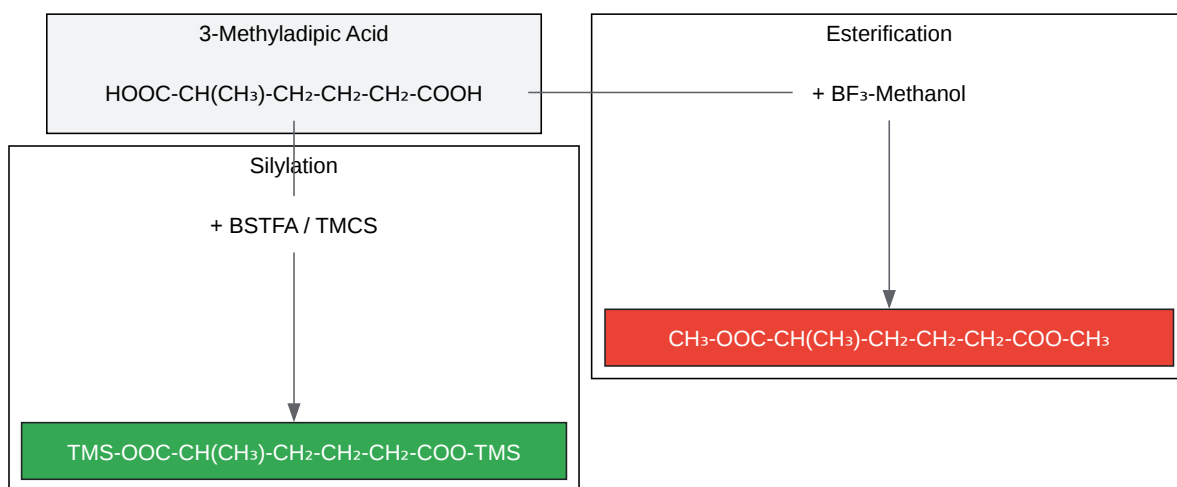 3-Methyladipic Acid
HOOC-CH(CH₃)-CH₂-CH₂-CH₂-COOH
Esterification
+ BF₃-Methanol
CH₃-OOC-CH(CH₃)-CH₂-CH₂-CH₂-COO-CH₃
Silylation
+ BSTFA / TMCS
TMS-OOC-CH(CH₃)-CH₂-CH₂-CH₂-COO-TMS